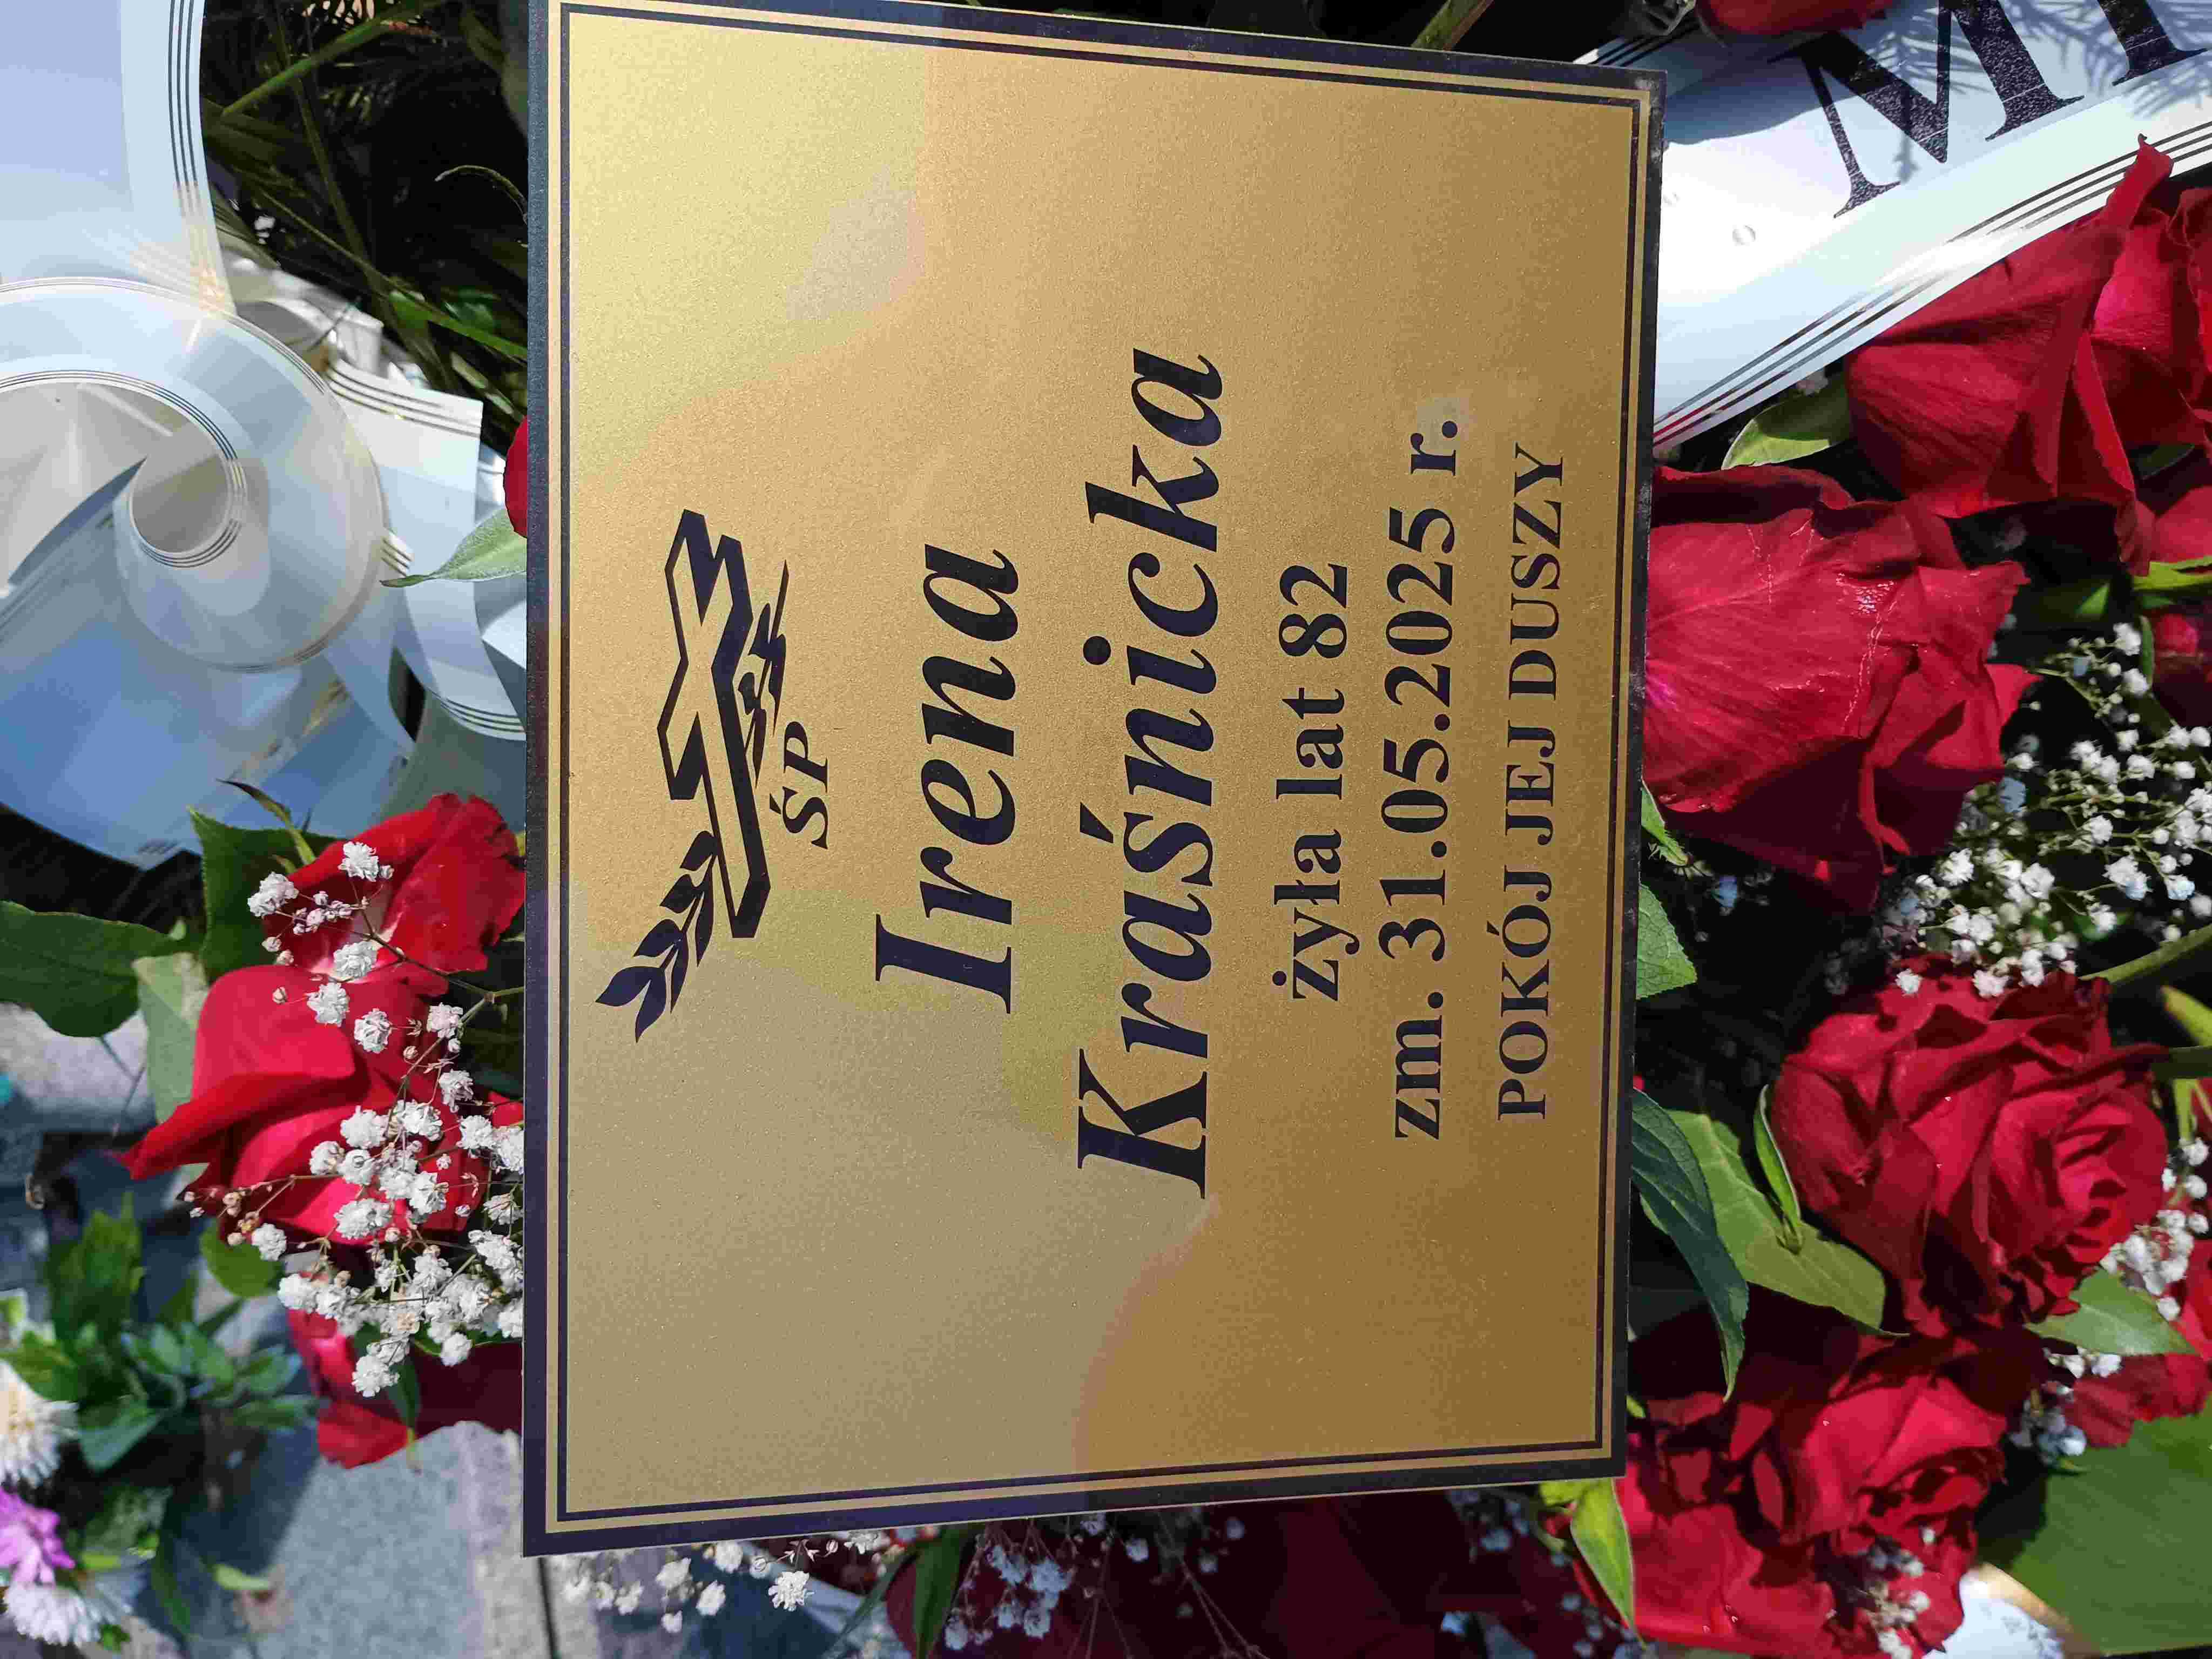 ŚP
Irena
Kraśnicka
żyła lat 82
zm. 31.05.2025 r.
POKÓJ JEJ DUSZY